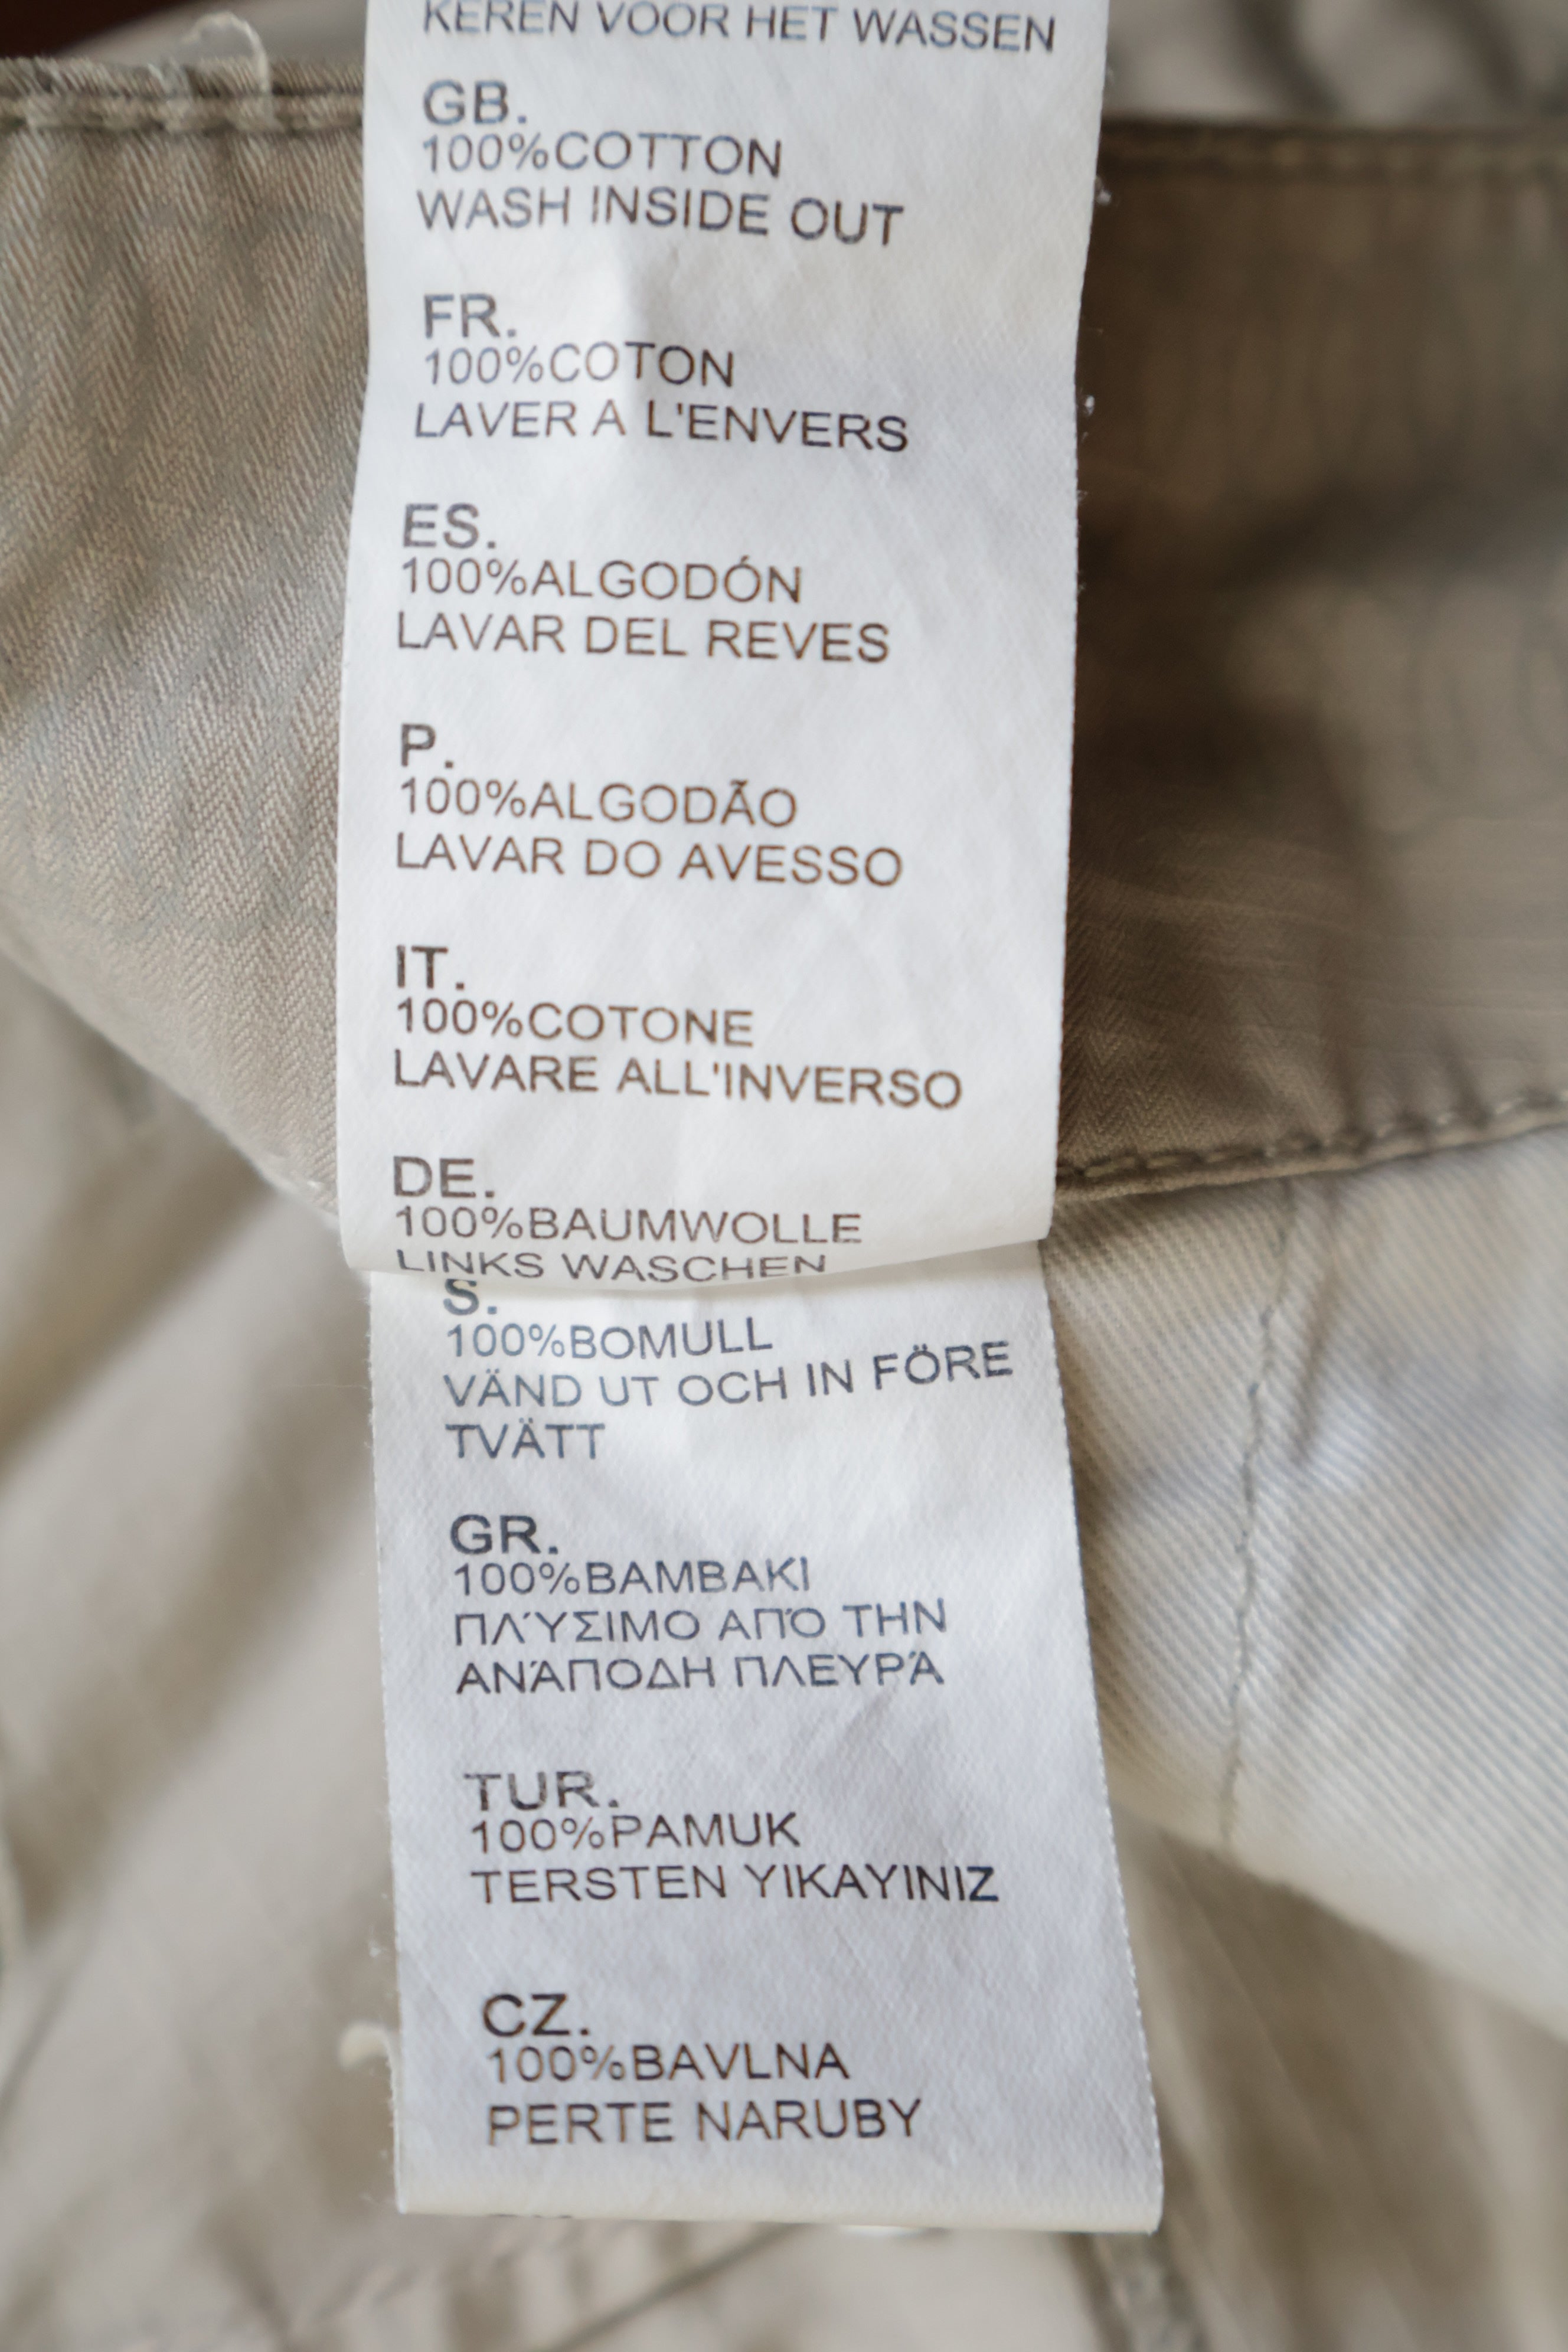 KEREN VOOR HET WASSEN
GB.
100%COTTON
WASH INSIDE OUT
FR.
100%COTON
LAVER A L'ENVERS
ES.
100%ALGODÓN
LAVAR DEL REVES
P.
100%ALGODÃO
LAVAR DO AVESSO
IT.
100%COTONE
LAVARE ALL'INVERSO
DE.
100%BAUMWOLLE
LINKS WASCHEN
S.
100%BOMULL
VÄND UT OCH IN FÖRE
TVÄTT
GR.
100%BAMBAKI
ΠΛΎΣΙΜΟ ΑΠΌ ΤΗΝ
ΑΝΆΠΟΔΗ ΠΛΕΥΡΆ
TUR.
100%PAMUK
TERSTEN YIKAYINIZ
CZ.
100%BAVLNA
PERTE NARUBY